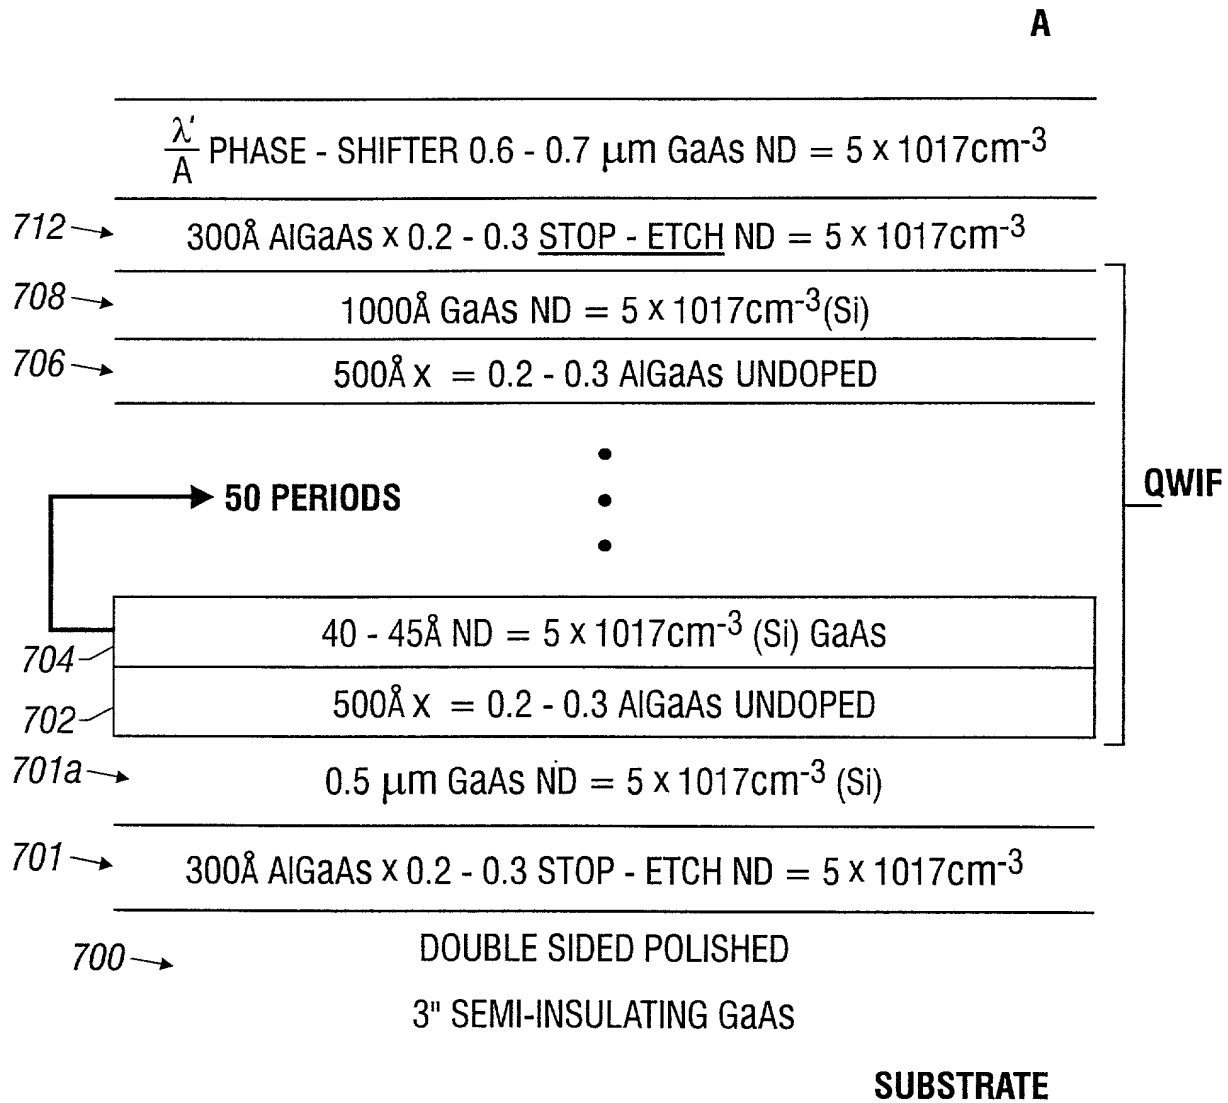 A
λ'/A PHASE - SHIFTER 0.6 - 0.7 μm GaAs ND = 5 x 1017cm⁻³
712
300Å AlGaAs x 0.2 - 0.3 STOP - ETCH ND = 5 x 1017cm⁻³
708
1000Å GaAs ND = 5 x 1017cm⁻³(Si)
706
500Å x = 0.2 - 0.3 AlGaAs UNDOPED
50 PERIODS
QWIF
704
40 - 45Å ND = 5 x 1017cm⁻³ (Si) GaAs
702
500Å x = 0.2 - 0.3 AlGaAs UNDOPED
701a
0.5 μm GaAs ND = 5 x 1017cm⁻³ (Si)
701
300Å AlGaAs x 0.2 - 0.3 STOP - ETCH ND = 5 x 1017cm⁻³
700
DOUBLE SIDED POLISHED
3" SEMI-INSULATING GaAs
SUBSTRATE